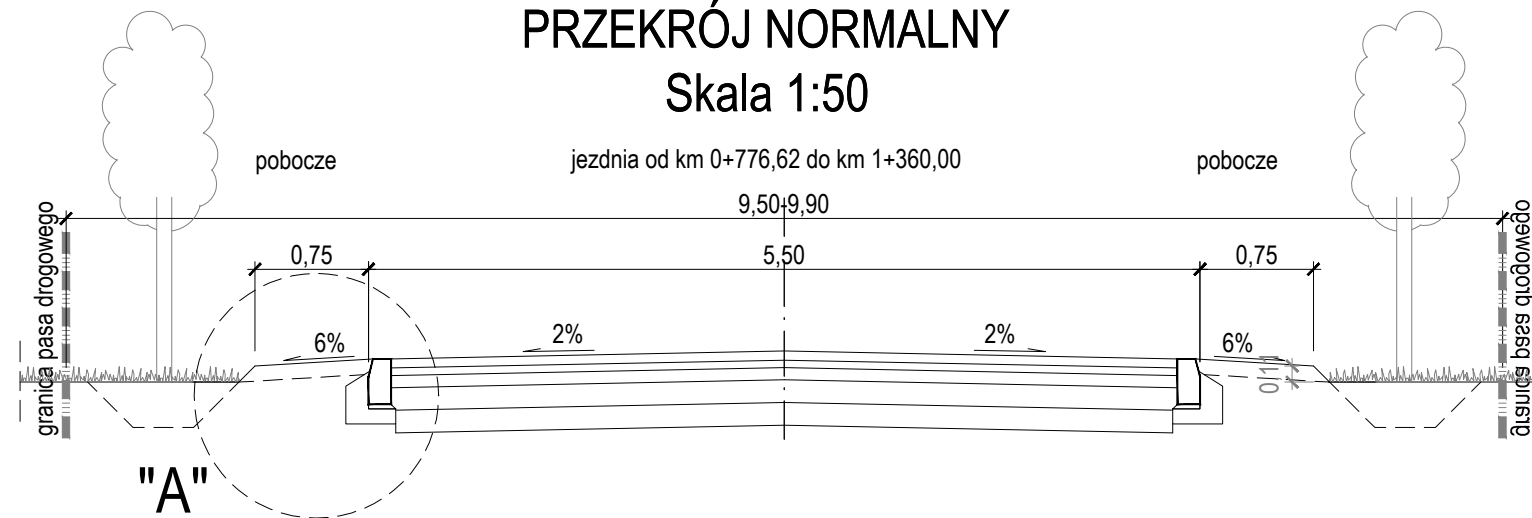 PRZEKRÓJ NORMALNY
Skala 1:50
pobocze
jezdnia od km 0+776,62 do km 1+360,00
pobocze
9,50-9,90
granica pasa drogowego
granica pasa drogowego
0,75
5,50
0,75
6%
2%
2%
6%
0,11
"A"